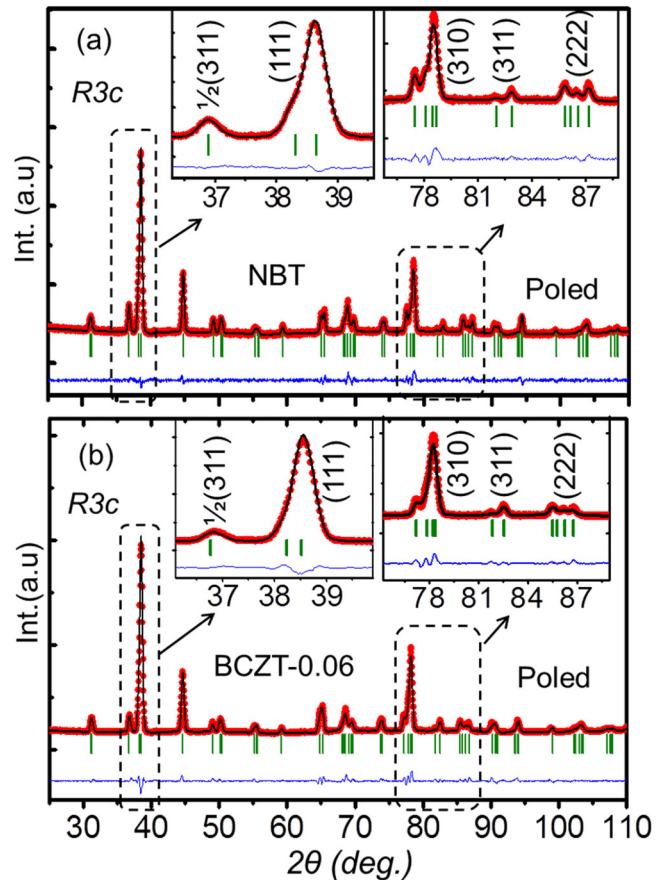 (a)
R3c
½(311)
(111)
(310)
(311)
(222)
37 38 39
78 81 84 87
Int. (a.u)
NBT
Poled
(b)
R3c
½(311)
(111)
(310)
(311)
(222)
37 38 39
78 81 84 87
Int.(a.u)
BCZT-0.06
Poled
30 40 50 60 70 80 90 100 110
2θ (deg.)